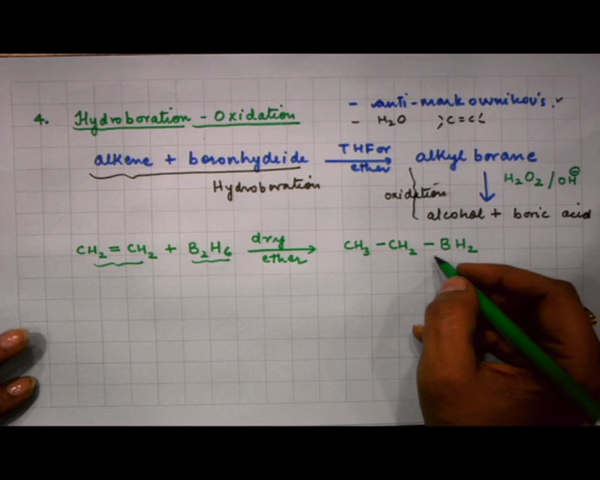 4. Hydroboration - Oxidation
- anti-markownikov's.
- H2O >C=C<
alkene + boronhydride THF or ether alkyl borane
Hydroboration
oxidation H2O2 / OH⊖
alcohol + boric acid
CH2 = CH2 + B2H6 dry ether CH3 - CH2 - BH2